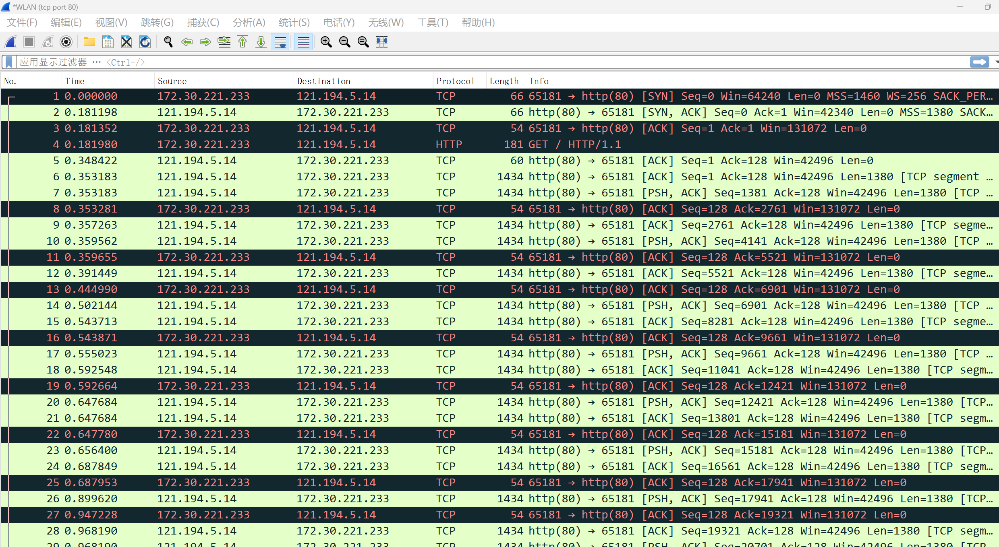 *WLAN (tcp port 80)
文件(F) 编辑(E) 视图(V) 跳转(G) 捕获(C) 分析(A) 统计(S) 电话(Y) 无线(W) 工具(T) 帮助(H)
应用显示过滤器 … <Ctrl-/>
No. Time Source Destination Protocol Length Info
1 0.000000 172.30.221.233 121.194.5.14 TCP 66 65181 → http(80) [SYN] Seq=0 Win=64240 Len=0 MSS=1460 WS=256 SACK_PER…
2 0.181198 121.194.5.14 172.30.221.233 TCP 66 http(80) → 65181 [SYN, ACK] Seq=0 Ack=1 Win=42340 Len=0 MSS=1380 SACK…
3 0.181352 172.30.221.233 121.194.5.14 TCP 54 65181 → http(80) [ACK] Seq=1 Ack=1 Win=131072 Len=0
4 0.181980 172.30.221.233 121.194.5.14 HTTP 181 GET / HTTP/1.1
5 0.348422 121.194.5.14 172.30.221.233 TCP 60 http(80) → 65181 [ACK] Seq=1 Ack=128 Win=42496 Len=0
6 0.353183 121.194.5.14 172.30.221.233 TCP 1434 http(80) → 65181 [ACK] Seq=1 Ack=128 Win=42496 Len=1380 [TCP segment …
7 0.353183 121.194.5.14 172.30.221.233 TCP 1434 http(80) → 65181 [PSH, ACK] Seq=1381 Ack=128 Win=42496 Len=1380 [TCP …
8 0.353281 172.30.221.233 121.194.5.14 TCP 54 65181 → http(80) [ACK] Seq=128 Ack=2761 Win=131072 Len=0
9 0.357263 121.194.5.14 172.30.221.233 TCP 1434 http(80) → 65181 [ACK] Seq=2761 Ack=128 Win=42496 Len=1380 [TCP segme…
10 0.359562 121.194.5.14 172.30.221.233 TCP 1434 http(80) → 65181 [PSH, ACK] Seq=4141 Ack=128 Win=42496 Len=1380 [TCP …
11 0.359655 172.30.221.233 121.194.5.14 TCP 54 65181 → http(80) [ACK] Seq=128 Ack=5521 Win=131072 Len=0
12 0.391449 121.194.5.14 172.30.221.233 TCP 1434 http(80) → 65181 [ACK] Seq=5521 Ack=128 Win=42496 Len=1380 [TCP segme…
13 0.444990 172.30.221.233 121.194.5.14 TCP 54 65181 → http(80) [ACK] Seq=128 Ack=6901 Win=131072 Len=0
14 0.502144 121.194.5.14 172.30.221.233 TCP 1434 http(80) → 65181 [PSH, ACK] Seq=6901 Ack=128 Win=42496 Len=1380 [TCP …
15 0.543713 121.194.5.14 172.30.221.233 TCP 1434 http(80) → 65181 [ACK] Seq=8281 Ack=128 Win=42496 Len=1380 [TCP segme…
16 0.543871 172.30.221.233 121.194.5.14 TCP 54 65181 → http(80) [ACK] Seq=128 Ack=9661 Win=131072 Len=0
17 0.555023 121.194.5.14 172.30.221.233 TCP 1434 http(80) → 65181 [PSH, ACK] Seq=9661 Ack=128 Win=42496 Len=1380 [TCP …
18 0.592548 121.194.5.14 172.30.221.233 TCP 1434 http(80) → 65181 [ACK] Seq=11041 Ack=128 Win=42496 Len=1380 [TCP segm…
19 0.592664 172.30.221.233 121.194.5.14 TCP 54 65181 → http(80) [ACK] Seq=128 Ack=12421 Win=131072 Len=0
20 0.647684 121.194.5.14 172.30.221.233 TCP 1434 http(80) → 65181 [PSH, ACK] Seq=12421 Ack=128 Win=42496 Len=1380 [TCP…
21 0.647684 121.194.5.14 172.30.221.233 TCP 1434 http(80) → 65181 [ACK] Seq=13801 Ack=128 Win=42496 Len=1380 [TCP segm…
22 0.647780 172.30.221.233 121.194.5.14 TCP 54 65181 → http(80) [ACK] Seq=128 Ack=15181 Win=131072 Len=0
23 0.656400 121.194.5.14 172.30.221.233 TCP 1434 http(80) → 65181 [PSH, ACK] Seq=15181 Ack=128 Win=42496 Len=1380 [TCP…
24 0.687849 121.194.5.14 172.30.221.233 TCP 1434 http(80) → 65181 [ACK] Seq=16561 Ack=128 Win=42496 Len=1380 [TCP segm…
25 0.687953 172.30.221.233 121.194.5.14 TCP 54 65181 → http(80) [ACK] Seq=128 Ack=17941 Win=131072 Len=0
26 0.899620 121.194.5.14 172.30.221.233 TCP 1434 http(80) → 65181 [PSH, ACK] Seq=17941 Ack=128 Win=42496 Len=1380 [TCP…
27 0.947228 172.30.221.233 121.194.5.14 TCP 54 65181 → http(80) [ACK] Seq=128 Ack=19321 Win=131072 Len=0
28 0.968190 121.194.5.14 172.30.221.233 TCP 1434 http(80) → 65181 [ACK] Seq=19321 Ack=128 Win=42496 Len=1380 [TCP segm…
29 0.968190 121.194.5.14 172.30.221.233 TCP 1434 http(80) → 65181 [PSH, ACK] Seq=20701 Ack=128 Win=42496 Len=1380 [TCP…